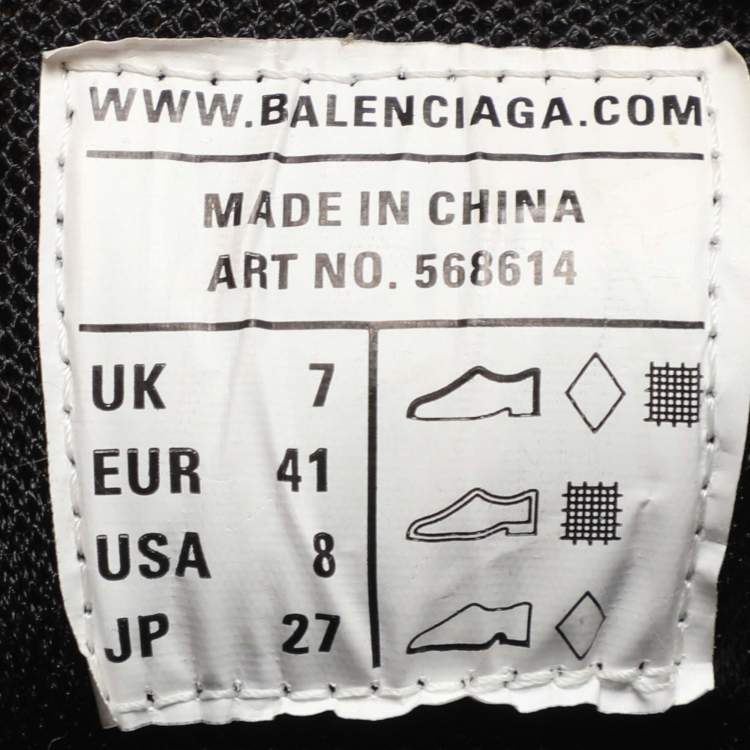 WWW.BALENCIAGA.COM
MADE IN CHINA
ART NO. 568614
UK 7
EUR 41
USA 8
JP 27